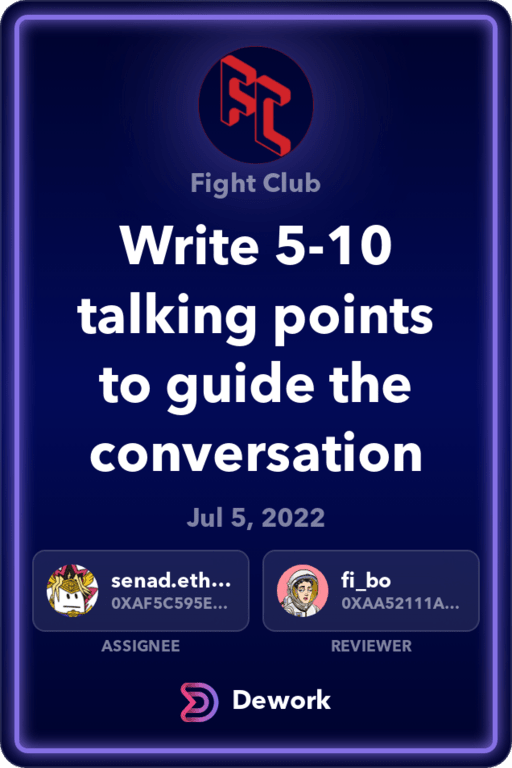 FC
Fight Club
Write 5-10
talking points
to guide the
conversation
Jul 5, 2022
senad.eth...
0XAF5C595E...
ASSIGNEE
fi_bo
0XAA52111A...
REVIEWER
Dework